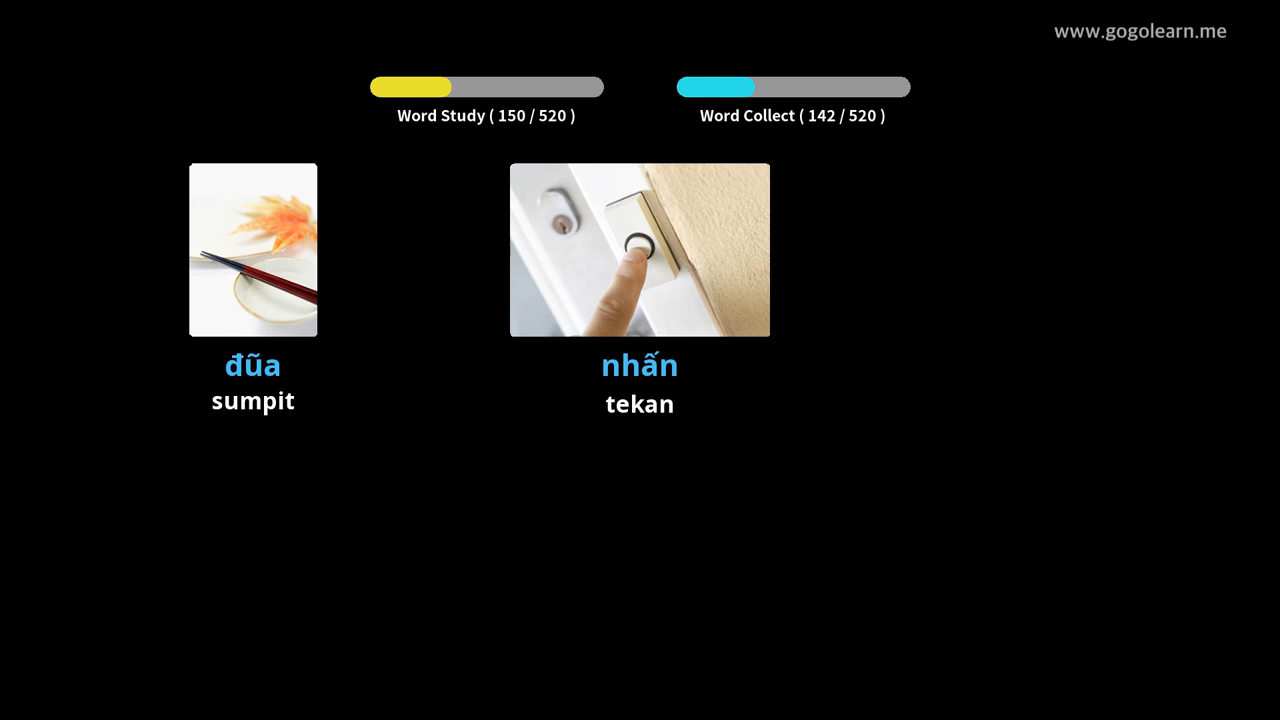 www.gogolearn.me
Word Study ( 150 / 520 )
Word Collect ( 142 / 520 )
đũa
sumpit
nhấn
tekan